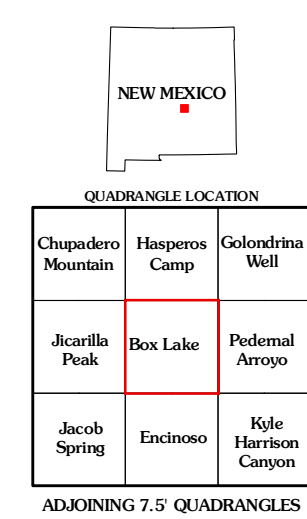 NEW MEXICO
QUADRANGLE LOCATION
Chupadero
Mountain
Hasperos
Camp
Golondrina
Well
Jicarilla
Peak
Box Lake
Pedernal
Arroyo
Jacob
Spring
Encinoso
Kyle
Harrison
Canyon
ADJOINING 7.5' QUADRANGLES